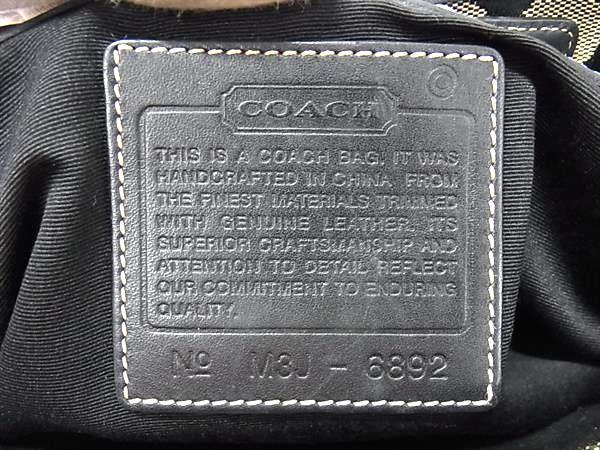 COACH
THIS IS A COACH BAG. IT WAS
HANDCRAFTED IN CHINA FROM
THE FINEST MATERIALS TRIMMED
WITH GENUINE LEATHER. ITS
SUPERIOR CRAFTSMANSHIP AND
ATTENTION TO DETAIL REFLECT
OUR COMMITMENT TO ENDURING
QUALITY.
Nº M3J - 6892